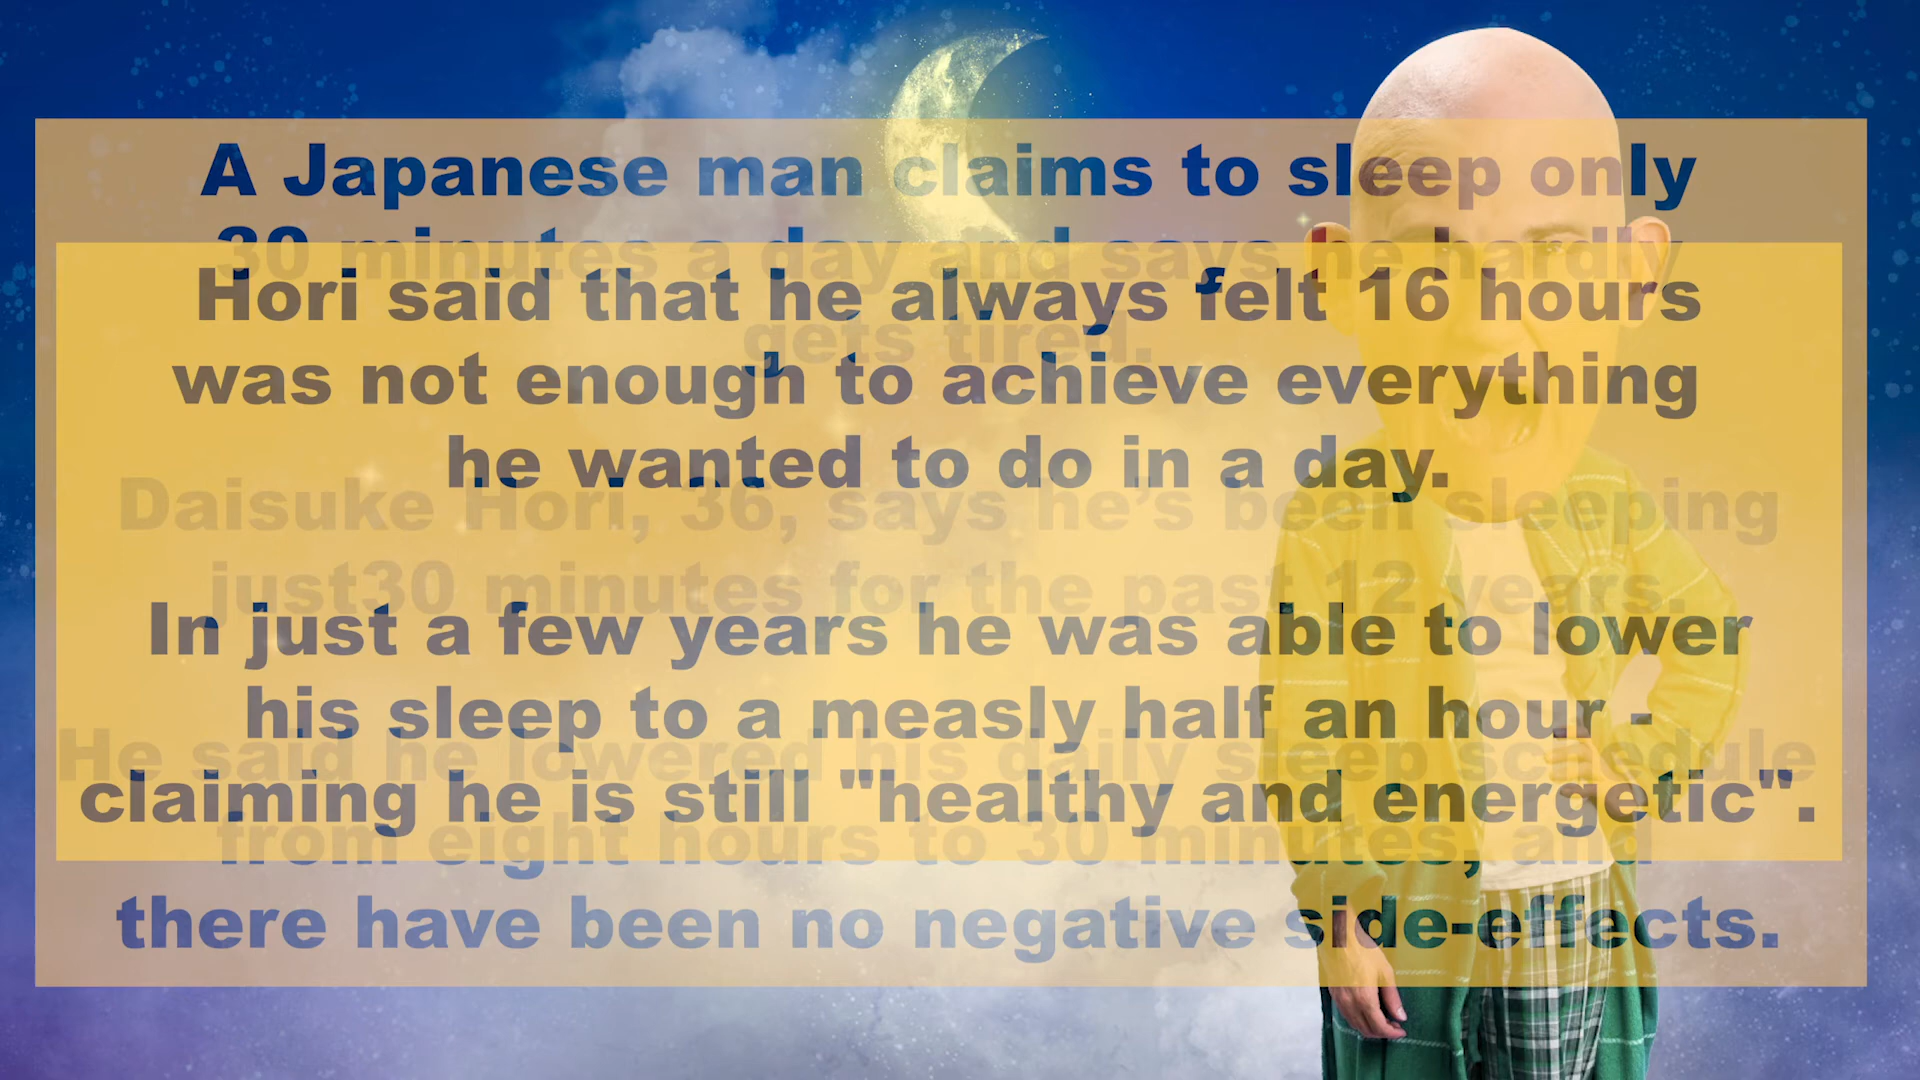 A Japanese man claims to sleep only
30 minutes a day and says he hardly
gets tired.
Daisuke Hori, 36, says he's been sleeping
just30 minutes for the past 12 years.
He said he lowered his daily sleep schedule
from eight hours to 30 minutes, and
there have been no negative side-effects.
Hori said that he always felt 16 hours
was not enough to achieve everything
he wanted to do in a day.
In just a few years he was able to lower
his sleep to a measly half an hour -
claiming he is still "healthy and energetic".